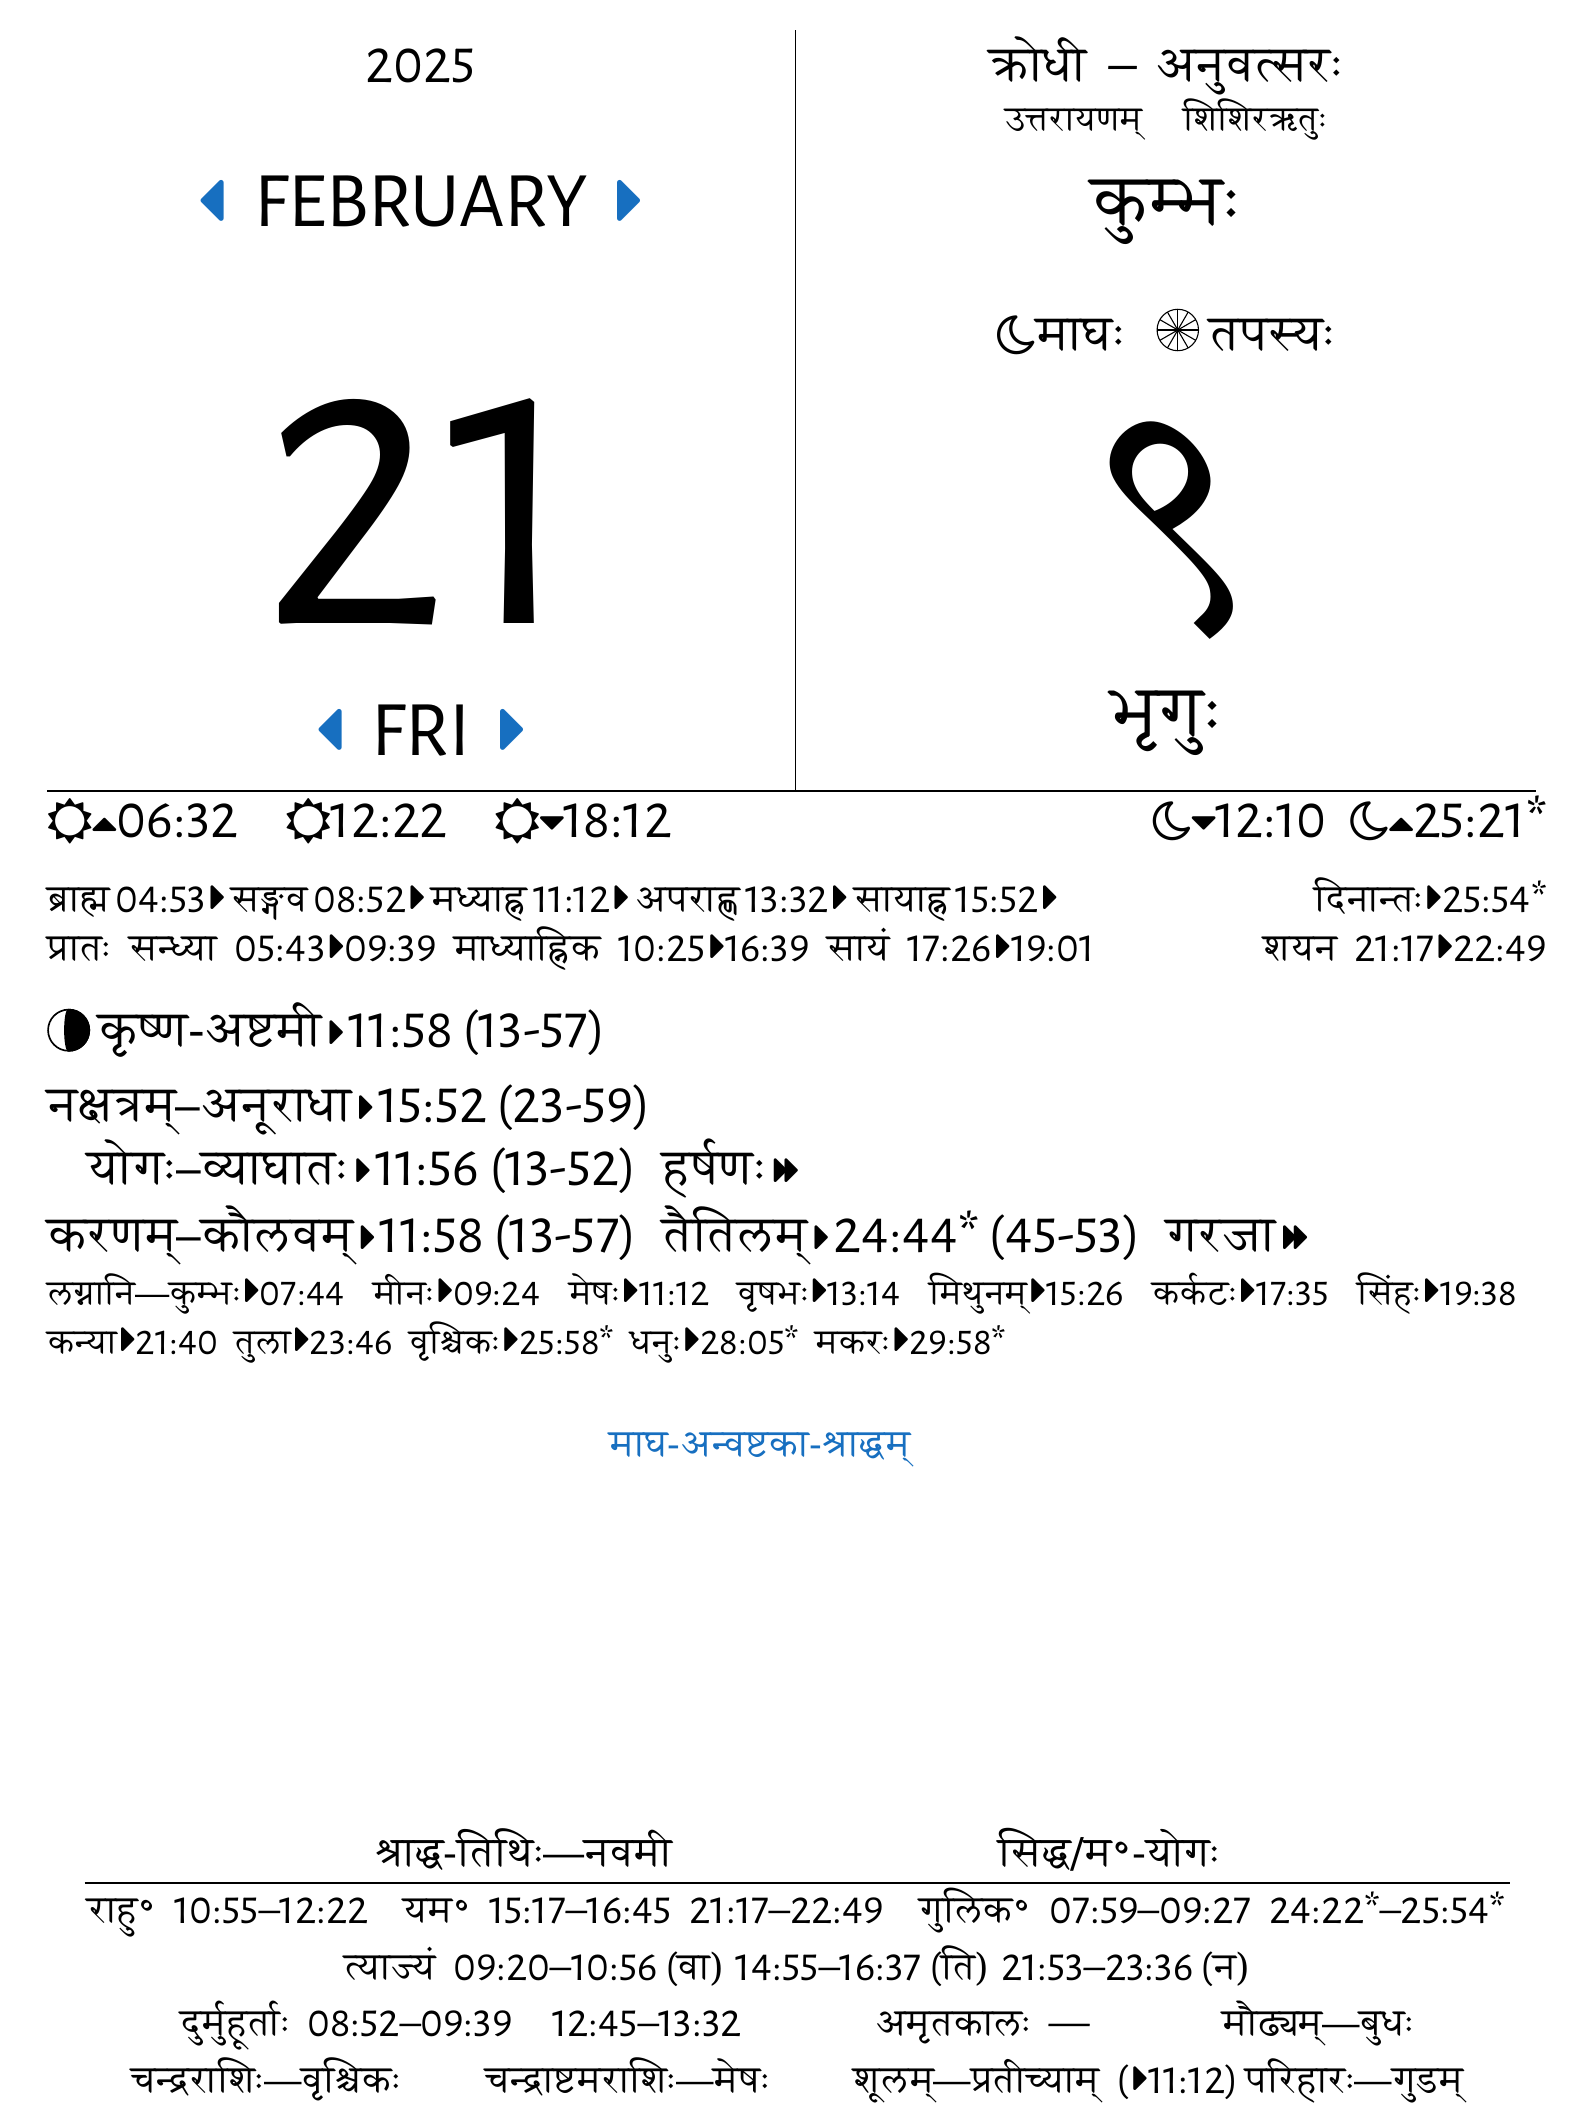 2025
FEBRUARY
21
FRI
क्रोधी – अनुवत्सरः
उत्तरायणम् शिशिरऋतुः
कुम्भः
माघः तपस्यः
९
भृगुः
06:32 12:22 18:12 12:10 25:21*
ब्राह्म 04:53 सङ्गव 08:52 मध्याह्न 11:12 अपराह्ण 13:32 सायाह्न 15:52 दिनान्तः 25:54*
प्रातः सन्ध्या 05:43 09:39 माध्याह्निक 10:25 16:39 सायं 17:26 19:01 शयन 21:17 22:49
कृष्ण-अष्टमी 11:58 (13-57)
नक्षत्रम्–अनूराधा 15:52 (23-59)
योगः–व्याघातः 11:56 (13-52) हर्षणः
करणम्–कौलवम् 11:58 (13-57) तैतिलम् 24:44* (45-53) गरजा
लग्नानि—कुम्भः 07:44 मीनः 09:24 मेषः 11:12 वृषभः 13:14 मिथुनम् 15:26 कर्कटः 17:35 सिंहः 19:38
कन्या 21:40 तुला 23:46 वृश्चिकः 25:58* धनुः 28:05* मकरः 29:58*
माघ-अन्वष्टका-श्राद्धम्
श्राद्ध-तिथिः—नवमी सिद्ध/म॰-योगः
राहु॰ 10:55–12:22 यम॰ 15:17–16:45 21:17–22:49 गुलिक॰ 07:59–09:27 24:22*–25:54*
त्याज्यं 09:20–10:56 (वा) 14:55–16:37 (ति) 21:53–23:36 (न)
दुर्मुहूर्ताः 08:52–09:39 12:45–13:32 अमृतकालः — मौढ्यम्—बुधः
चन्द्रराशिः—वृश्चिकः चन्द्राष्टमराशिः—मेषः शूलम्—प्रतीच्याम् (11:12) परिहारः—गुडम्